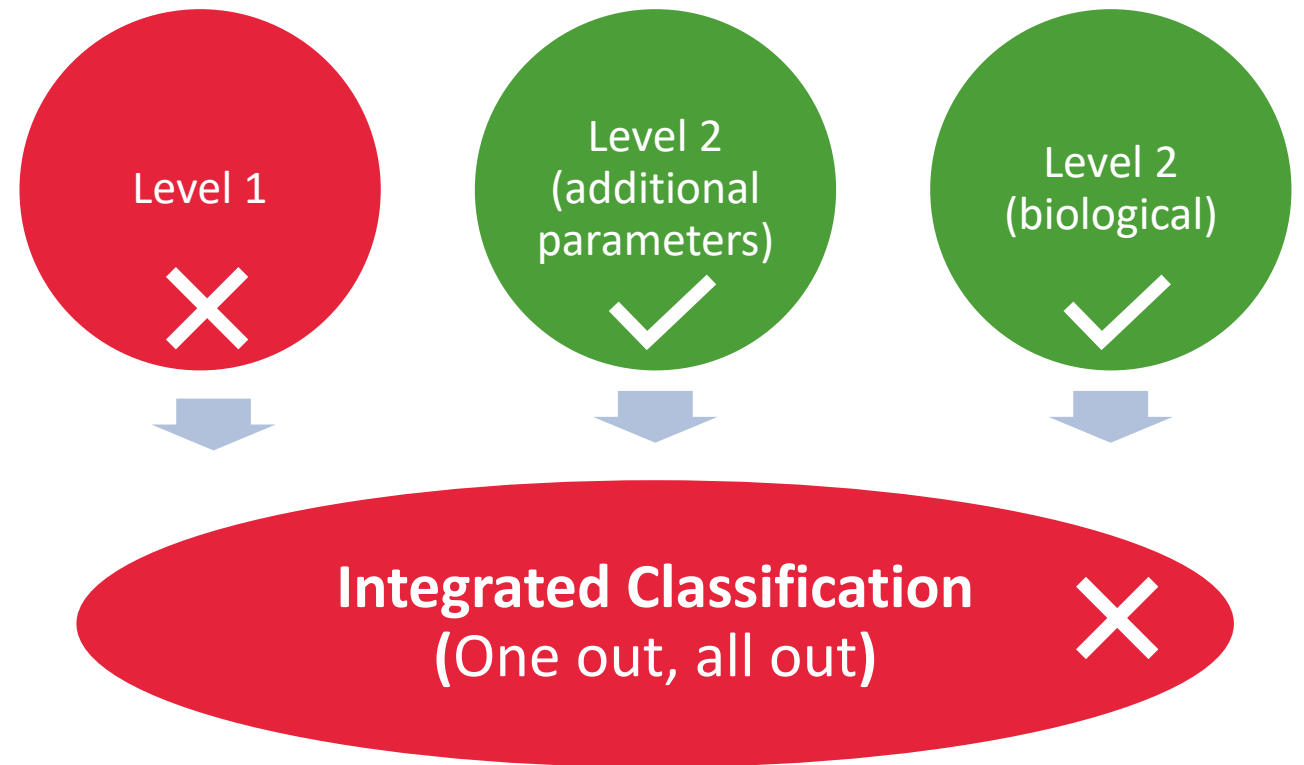 Level 1
Level 2
(additional
parameters)
Level 2
(biological)
Integrated Classification
(One out, all out)